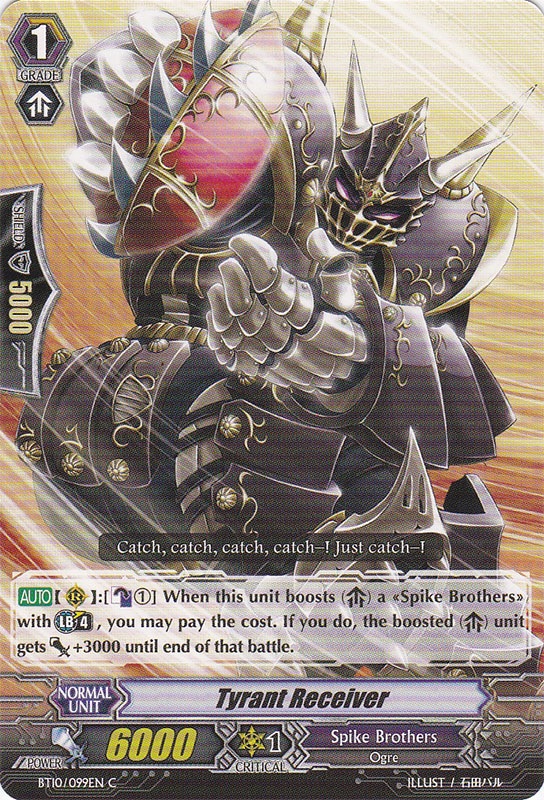 1
GRADE
SHIELD
5000
Catch, catch, catch, catch–! Just catch–!
AUTO【 R 】:[ ①] When this unit boosts ( ) a «Spike Brothers»
with LB 4 , you may pay the cost. If you do, the boosted ( ) unit
gets +3000 until end of that battle.
NORMAL
UNIT
Tyrant Receiver
POWER
6000
1
CRITICAL
Spike Brothers
Ogre
BT10/099EN C
ILLUST / 石田バル